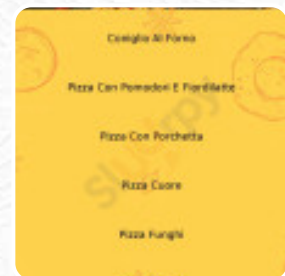 Coniglio Al Forno
Pizza Con Pomodori E Fiordilatte
Pizza Con Porchetta
Pizza Cuore
Pizza Funghi